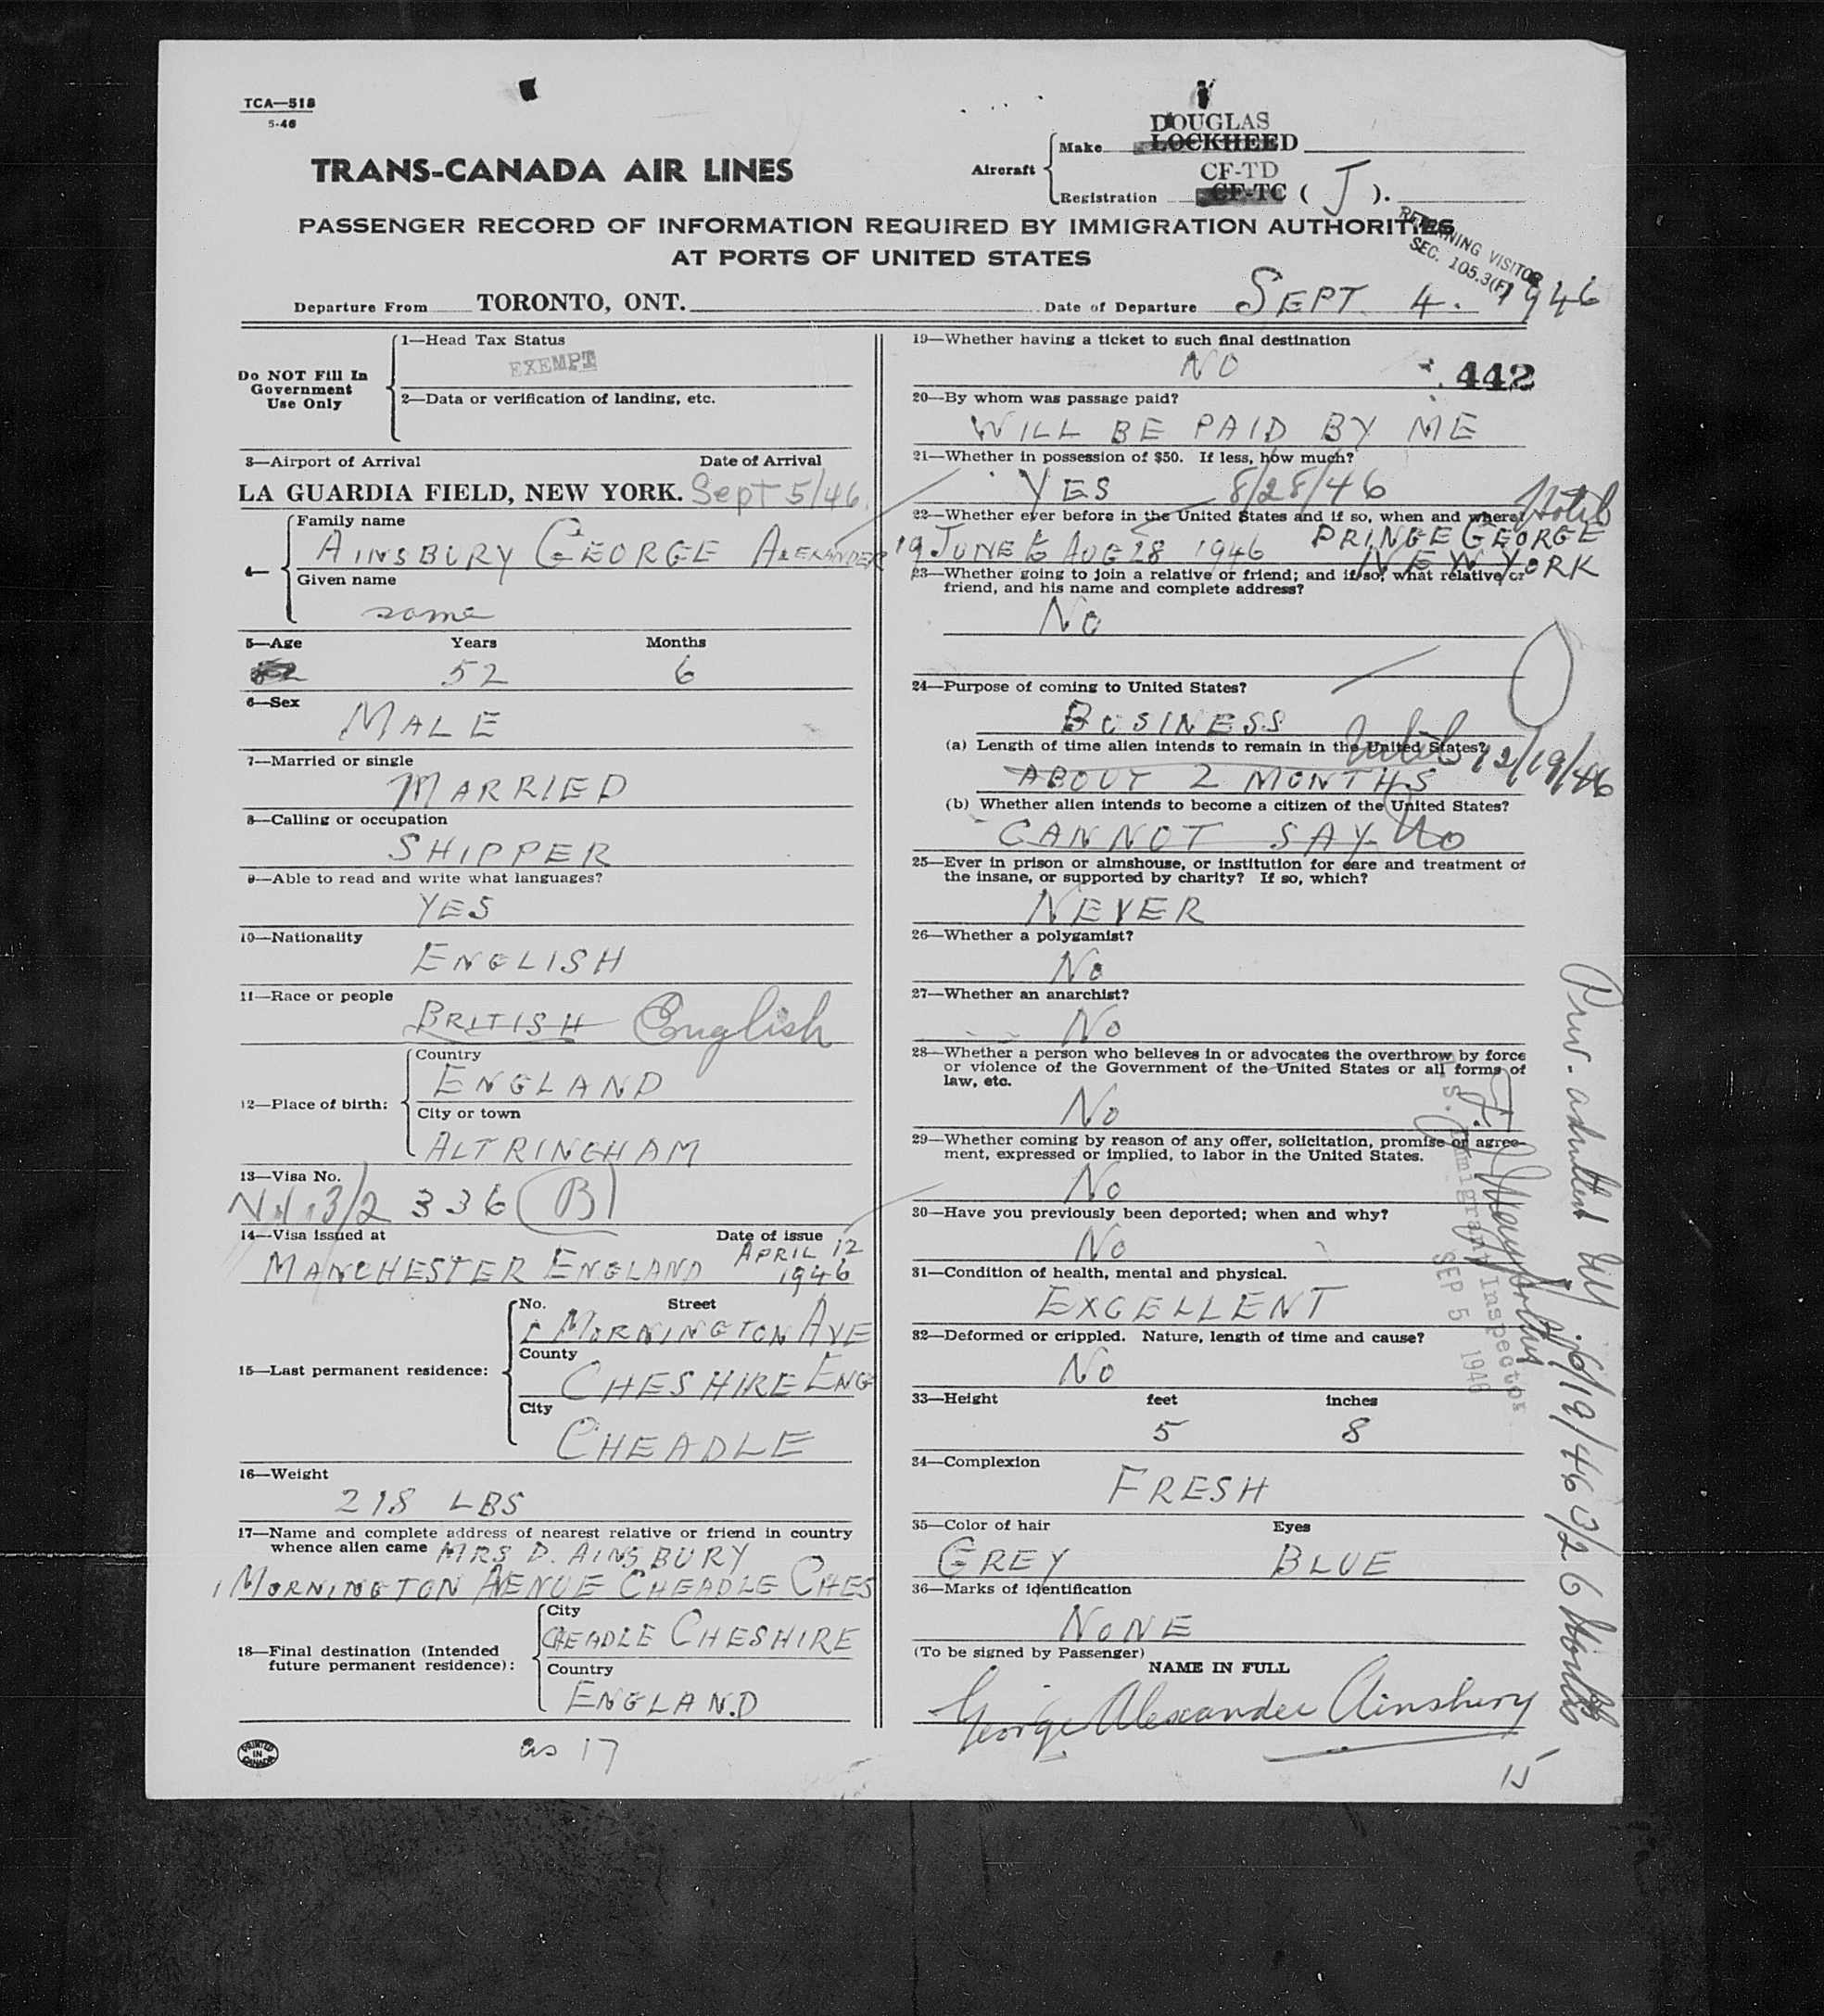 TCA—518
5-46
TRANS-CANADA AIR LINES
Aircraft
Make
DOUGLAS
LOCKHEED
Registration
CF-TD
CF-TC ( J ).
PASSENGER RECORD OF INFORMATION REQUIRED BY IMMIGRATION AUTHORITIES
AT PORTS OF UNITED STATES
RETURNING VISITOR
SEC. 105.3(F)
Departure From TORONTO, ONT. Date of Departure SEPT 4. 1946
Do NOT Fill In
Government
Use Only
1—Head Tax Status
EXEMPT
2—Data or verification of landing, etc.
3—Airport of Arrival Date of Arrival
LA GUARDIA FIELD, NEW YORK. Sept 5/46
4—
Family name
AINSBURY GEORGE ALEXANDER
Given name
same
5—Age Years Months
52 6
6—Sex
MALE
7—Married or single
MARRIED
8—Calling or occupation
SHIPPER
9—Able to read and write what languages?
YES
10—Nationality
ENGLISH
11—Race or people
BRITISH English
12—Place of birth:
Country
ENGLAND
City or town
ALTRINGHAM
13—Visa No.
3/2 336 (B)
14—Visa issued at Date of issue
MANCHESTER ENGLAND APRIL 12
1946
15—Last permanent residence:
No. Street
1 MORNINGTON AVE
County
CHESHIRE ENG
City
CHEADLE
16—Weight
218 LBS
17—Name and complete address of nearest relative or friend in country
whence alien came MRS D. AINSBURY
1 MORNINGTON AVENUE CHEADLE CHES
18—Final destination (Intended
future permanent residence):
City
CHEADLE CHESHIRE
Country
ENGLAND
PRINTED
IN
CANADA
as 17
19—Whether having a ticket to such final destination
NO
442
20—By whom was passage paid?
WILL BE PAID BY ME
21—Whether in possession of $50. If less, how much?
YES 8/28/46
22—Whether ever before in the United States and if so, when and where? Hotel
19 JUNE to AUG 28 1946 PRINCE GEORGE
NEW YORK
23—Whether going to join a relative or friend; and if so, what relative or
friend, and his name and complete address?
NO
24—Purpose of coming to United States?
BUSINESS
(a) Length of time alien intends to remain in the United States?
ABOUT 2 MONTHS until 12/19/46
(b) Whether alien intends to become a citizen of the United States?
CANNOT SAY No
25—Ever in prison or almshouse, or institution for care and treatment of
the insane, or supported by charity? If so, which?
NEVER
26—Whether a polygamist?
NO
27—Whether an anarchist?
NO
28—Whether a person who believes in or advocates the overthrow by force
or violence of the Government of the United States or all forms of
law, etc.
NO
29—Whether coming by reason of any offer, solicitation, promise or agree-
ment, expressed or implied, to labor in the United States.
NO
30—Have you previously been deported; when and why?
NO
31—Condition of health, mental and physical.
EXCELLENT
32—Deformed or crippled. Nature, length of time and cause?
NO
33—Height feet inches
5 8
34—Complexion
FRESH
35—Color of hair Eyes
GREY BLUE
36—Marks of identification
NONE
(To be signed by Passenger)
NAME IN FULL
George Alexander Ainsbury
15
U.S. Immigrant Inspector
SEP 5 1946
Prev. admitted 6/19/46 3/2 6 Months